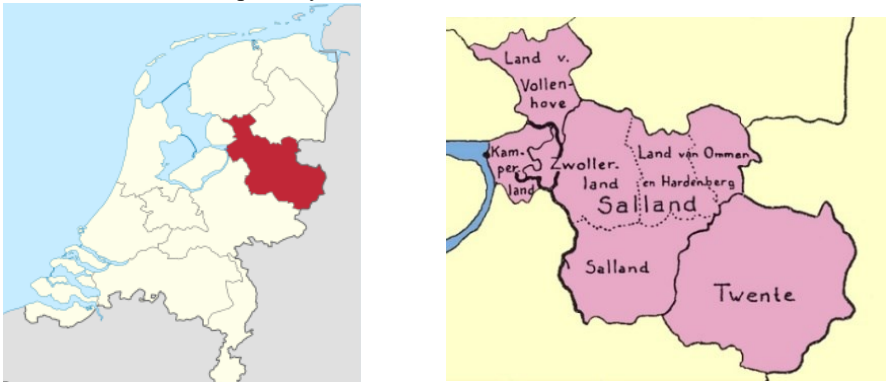 Land v.
Vollen-
hove
Kam-
per
land
Zwoller-
land
Land van Ommen
en Hardenberg
Salland
Salland
Twente